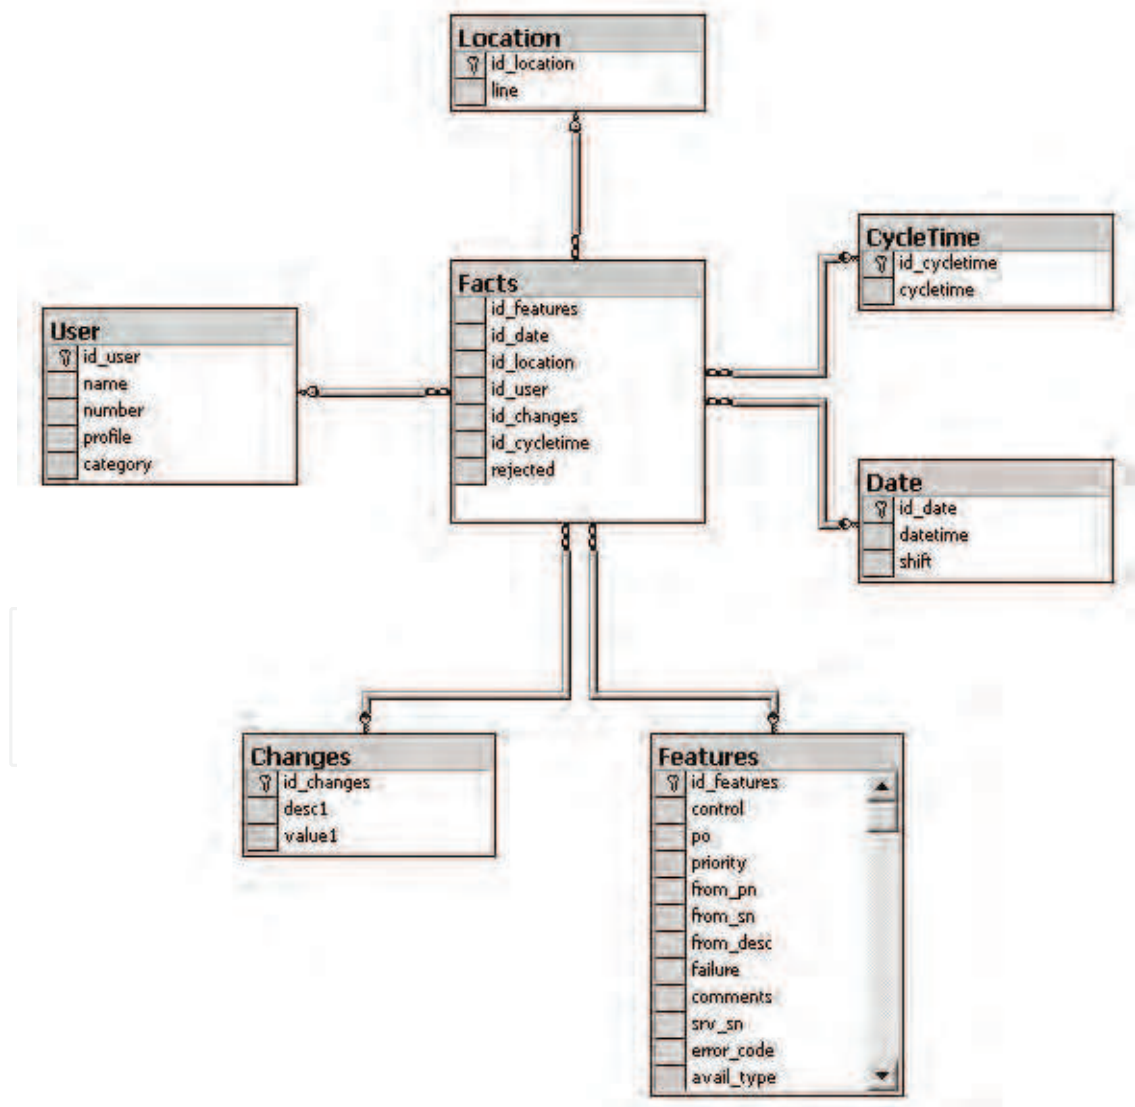 Location
id_location
line
CycleTime
id_cycletime
cycletime
Facts
id_features
id_date
id_location
id_user
id_changes
id_cycletime
rejected
User
id_user
name
number
profile
category
Date
id_date
datetime
shift
Changes
id_changes
desc1
value1
Features
id_features
control
po
priority
from_pn
from_sn
from_desc
failure
comments
srv_sn
error_code
avail_type